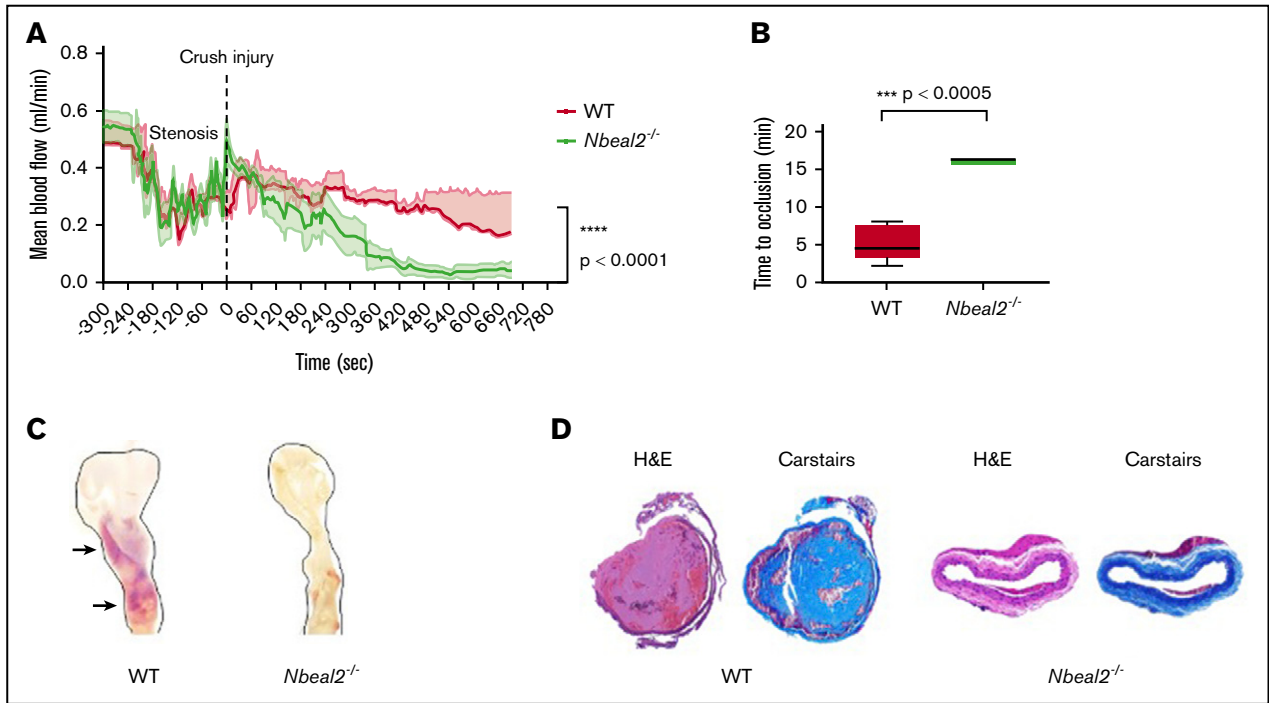 A
Mean blood flow (ml/min)
0.8
0.6
0.4
0.2
0.0
Crush injury
Stenosis
-300 -240 -180 -120 -60 0 60 120 180 240 300 360 420 480 540 600 660 720 780
Time (sec)
WT
Nbeal2-/-
****
p < 0.0001
B
*** p < 0.0005
Time to occlusion (min)
20
15
10
5
0
WT Nbeal2-/-
C
WT Nbeal2-/-
D
H&E Carstairs H&E Carstairs
WT Nbeal2-/-